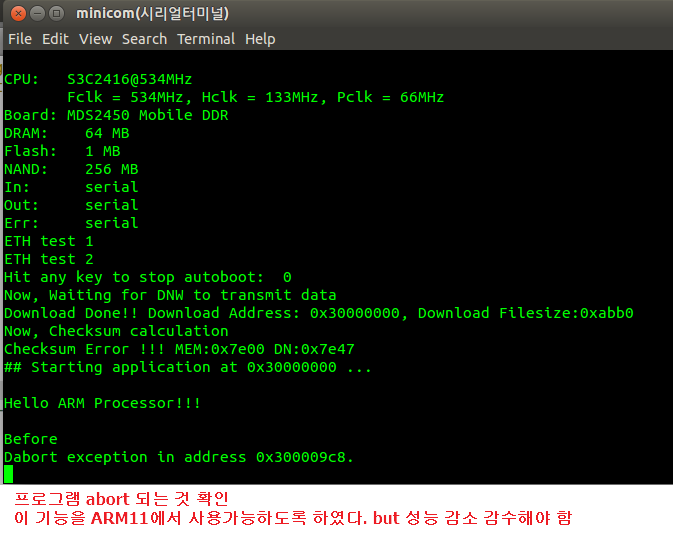 minicom(시리얼터미널)
File Edit View Search Terminal Help
CPU: S3C2416@534MHz
Fclk = 534MHz, Hclk = 133MHz, Pclk = 66MHz
Board: MDS2450 Mobile DDR
DRAM: 64 MB
Flash: 1 MB
NAND: 256 MB
In: serial
Out: serial
Err: serial
ETH test 1
ETH test 2
Hit any key to stop autoboot: 0
Now, Waiting for DNW to transmit data
Download Done!! Download Address: 0x30000000, Download Filesize:0xabb0
Now, Checksum calculation
Checksum Error !!! MEM:0x7e00 DN:0x7e47
## Starting application at 0x30000000 ...
Hello ARM Processor!!!
Before
Dabort exception in address 0x300009c8.
프로그램 abort 되는 것 확인
이 기능을 ARM11에서 사용가능하도록 하였다. but 성능 감소 감수해야 함